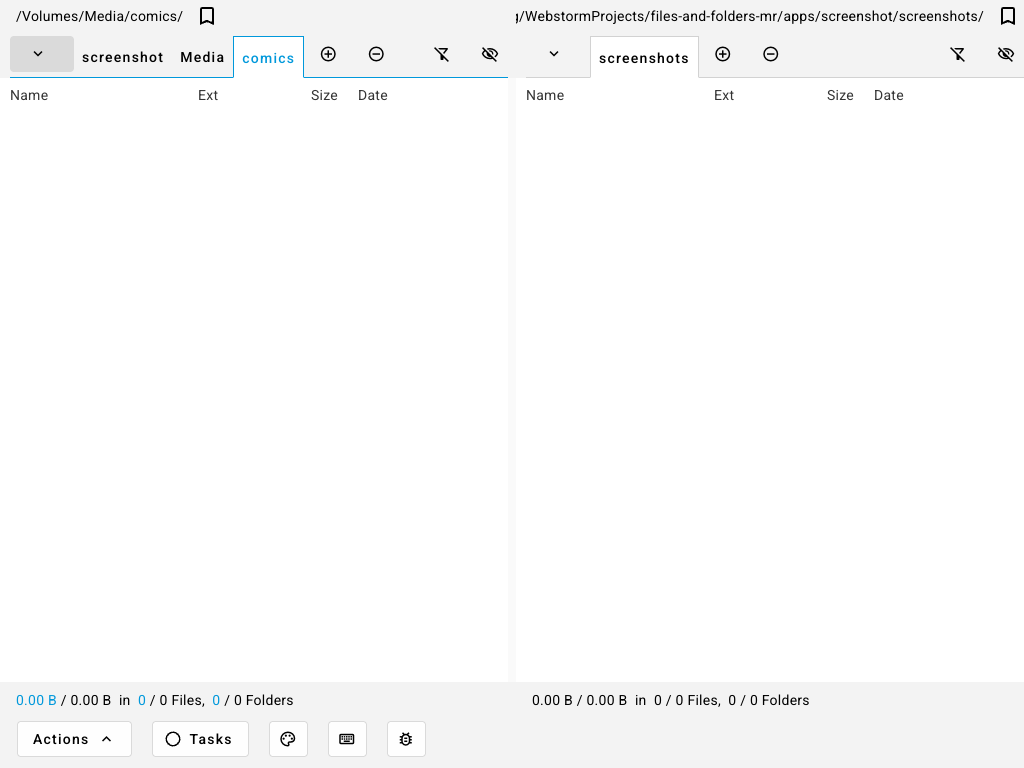 /Volumes/Media/comics/
/WebstormProjects/files-and-folders-mr/apps/screenshot/screenshots/
screenshot Media comics
screenshots
Name Ext Size Date
Name Ext Size Date
0.00 B / 0.00 B in 0 / 0 Files, 0 / 0 Folders
0.00 B / 0.00 B in 0 / 0 Files, 0 / 0 Folders
Actions Tasks